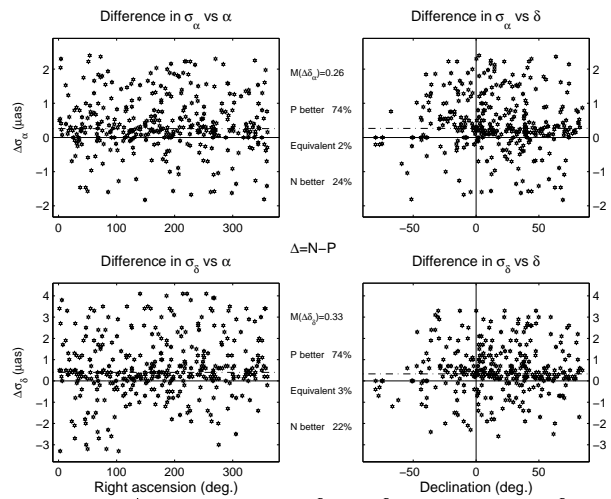 Difference in σα vs α
Difference in σα vs δ
Δσα (μas)
2
1
0
−1
−2
0 100 200 300
M(Δδα)=0.26
P better 74%
Equivalent 2%
N better 24%
2
1
0
−1
−2
−50 0 50
Δ=N−P
Difference in σδ vs α
Difference in σδ vs δ
Δσδ (μas)
4
3
2
1
0
−1
−2
−3
0 100 200 300
Right ascension (deg.)
M(Δδδ)=0.33
P better 74%
Equivalent 3%
N better 22%
4
3
2
1
0
−1
−2
−3
−50 0 50
Declination (deg.)